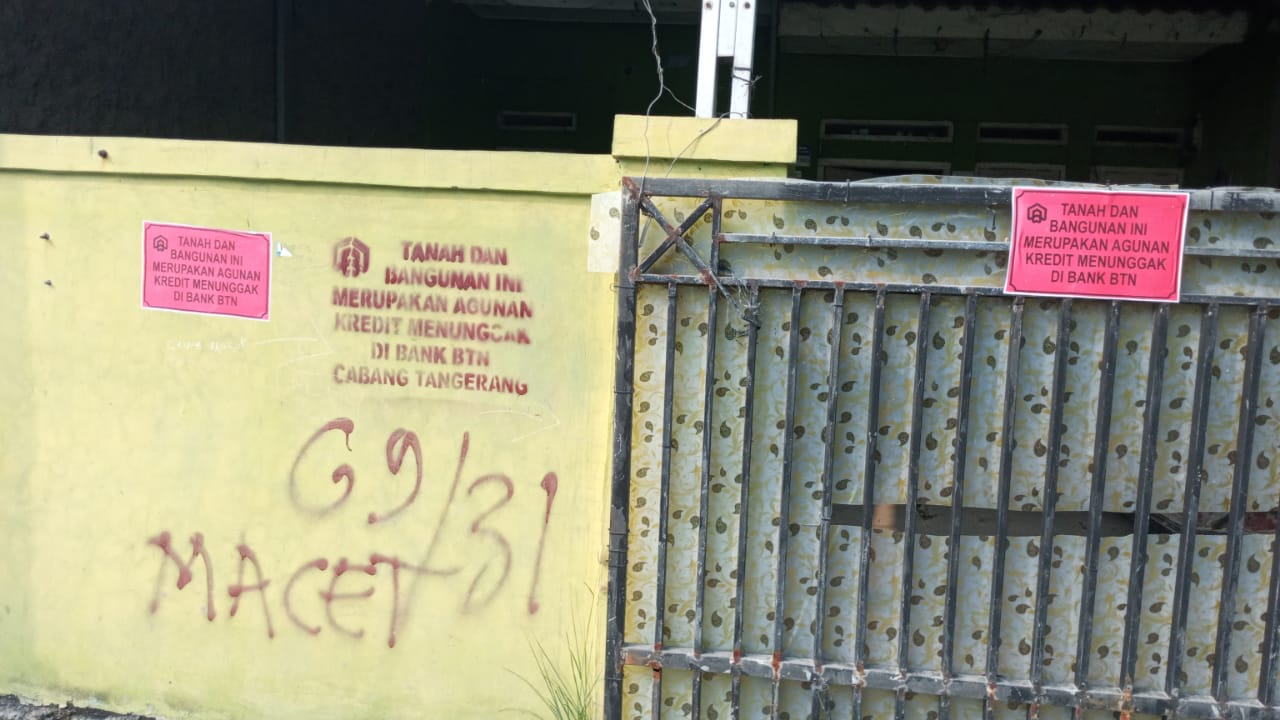 TANAH DAN
BANGUNAN INI
MERUPAKAN AGUNAN
KREDIT MENUNGGAK
DI BANK BTN
TANAH DAN
BANGUNAN INI
MERUPAKAN AGUNAN
KREDIT MENUNGGAK
DI BANK BTN
CABANG TANGERANG
G9/31
MACET
TANAH DAN
BANGUNAN INI
MERUPAKAN AGUNAN
KREDIT MENUNGGAK
DI BANK BTN